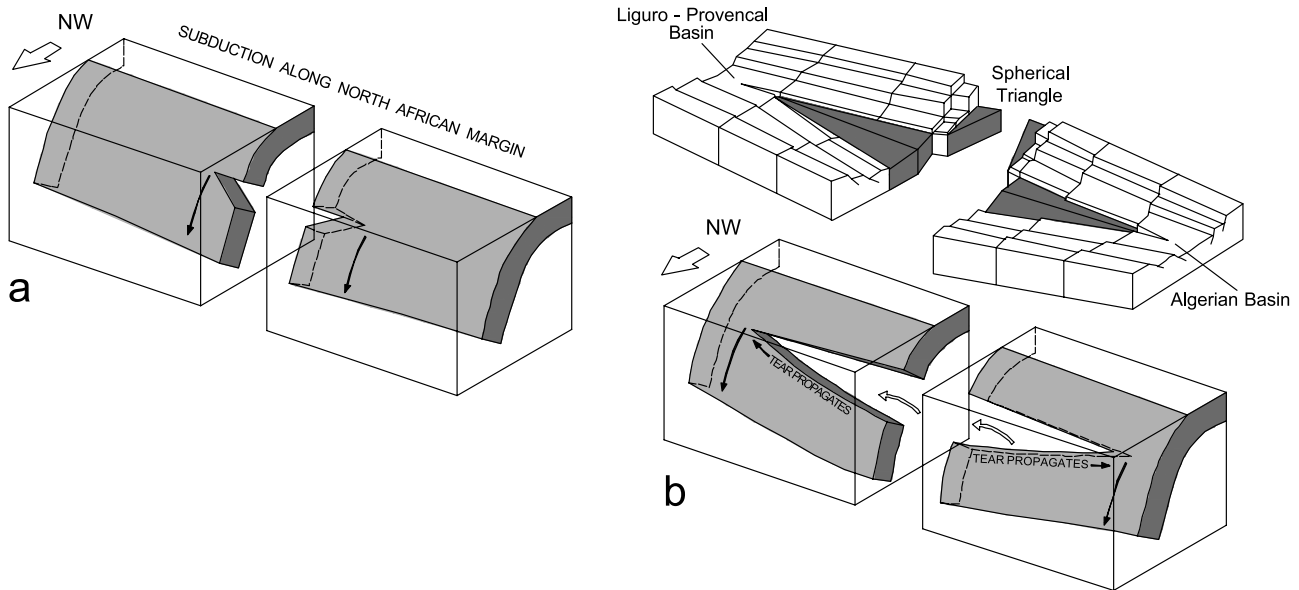 NW
SUBDUCTION ALONG NORTH AFRICAN MARGIN
a
Liguro - Provencal
Basin
Spherical
Triangle
Algerian Basin
NW
TEAR PROPAGATES
TEAR PROPAGATES
b